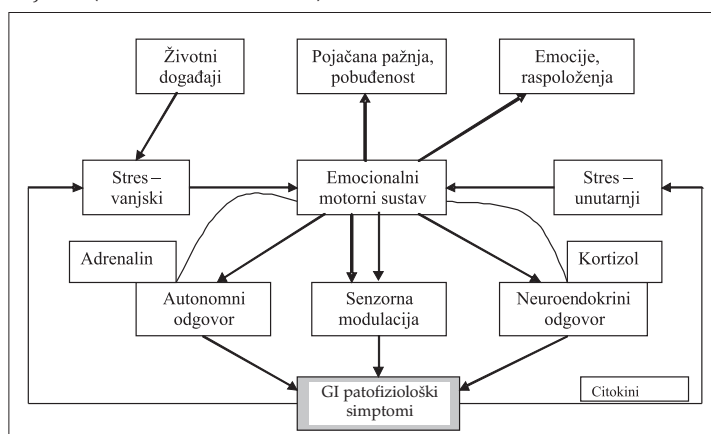 Životni
događaji
Pojačana pažnja,
pobuđenost
Emocije,
raspoloženja
Stres –
vanjski
Emocionalni
motorni sustav
Stres –
unutarnji
Adrenalin
Kortizol
Autonomni
odgovor
Senzorna
modulacija
Neuroendokrini
odgovor
GI patofiziološki
simptomi
Citokini